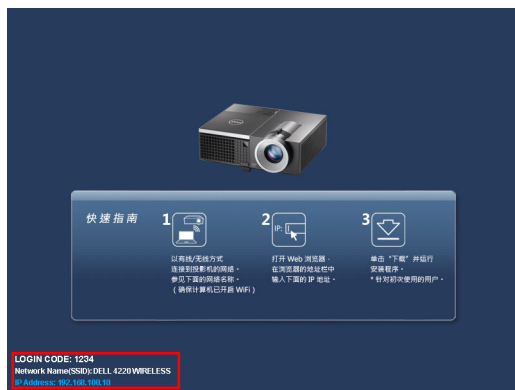 快速指南
1
IP:
2
3
以有线/无线方式
连接到投影机的网络。
参见下面的网络名称。
(确保计算机已开启 WiFi)
打开 Web 浏览器。
在浏览器的地址栏中
输入下面的 IP 地址。
单击“下载”并运行
安装程序。
*针对初次使用的用户。
LOGIN CODE: 1234
Network Name(SSID): DELL 4220 WIRELESS
IP Address: 192.168.100.10